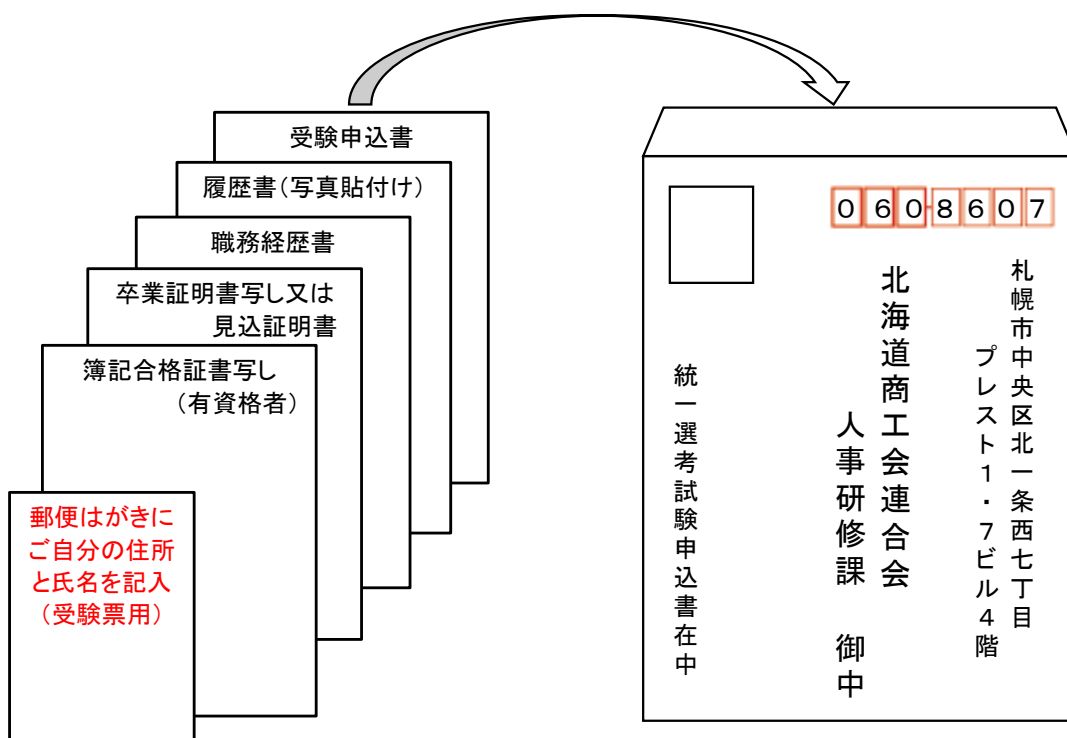 受験申込書
履歴書（写真貼付け）
職務経歴書
卒業証明書写し又は
見込証明書
簿記合格証書写し
（有資格者）
郵便はがきに
ご自分の住所
と氏名を記入
（受験票用）
060-8607
札幌市中央区北一条西七丁目
プレスト１・７ビル４階
北海道商工会連合会
人事研修課　御中
統一選考試験申込書在中